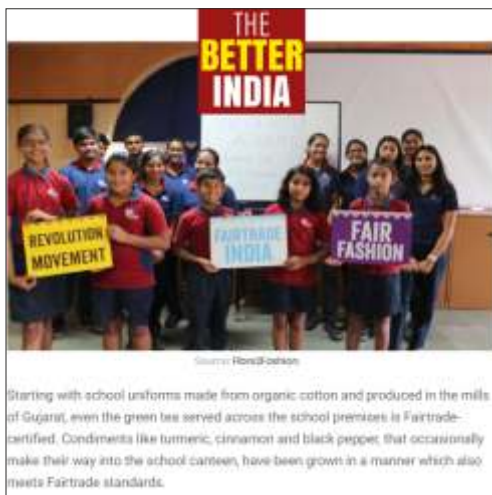 THE
BETTER
INDIA
REVOLUTION
MOVEMENT
FAIRTRADE
INDIA
FAIR
FASHION
Source
Starting with school uniforms made from organic cotton and produced in the mills
of Gujarat, even the green tea served across the school premises is Fairtrade-
certified. Condiments like turmeric, cinnamon and black pepper, that occasionally
make their way into the school canteen, have been grown in a manner which also
meets Fairtrade standards.